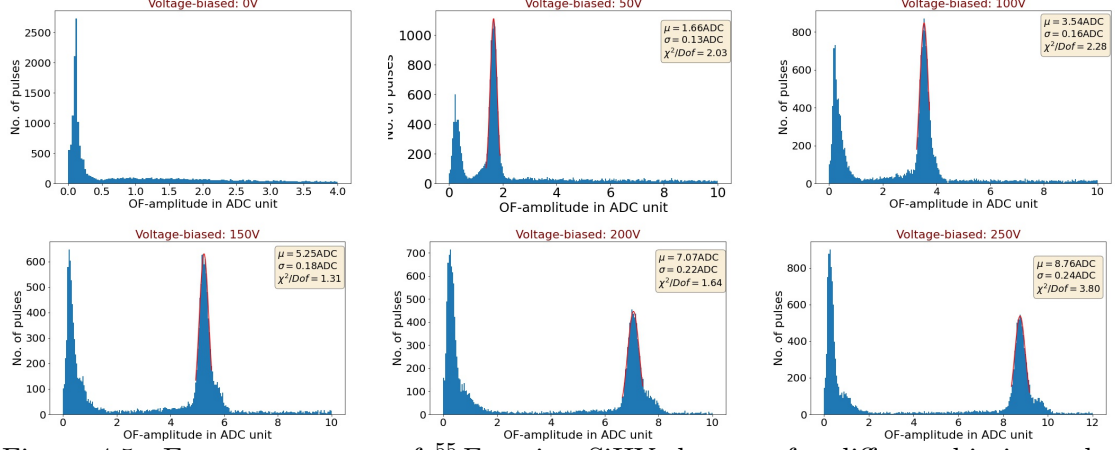 Voltage-biased: 0V
No. of pulses
2500
2000
1500
1000
500
0
0.0 0.5 1.0 1.5 2.0 2.5 3.0 3.5 4.0
OF-amplitude in ADC unit
Voltage-biased: 50V
No. of pulses
1000
800
600
400
200
0
μ = 1.66ADC
σ = 0.13ADC
χ²/Dof = 2.03
0 2 4 6 8 10
OF-amplitude in ADC unit
Voltage-biased: 100V
No. of pulses
800
600
400
200
0
μ = 3.54ADC
σ = 0.16ADC
χ²/Dof = 2.28
0 2 4 6 8 10
OF-amplitude in ADC unit
Voltage-biased: 150V
No. of pulses
600
500
400
300
200
100
0
μ = 5.25ADC
σ = 0.18ADC
χ²/Dof = 1.31
0 2 4 6 8 10
OF-amplitude in ADC unit
Voltage-biased: 200V
No. of pulses
700
600
500
400
300
200
100
0
μ = 7.07ADC
σ = 0.22ADC
χ²/Dof = 1.64
0 2 4 6 8 10
OF-amplitude in ADC unit
Voltage-biased: 250V
No. of pulses
800
600
400
200
0
μ = 8.76ADC
σ = 0.24ADC
χ²/Dof = 3.80
0 2 4 6 8 10 12
OF-amplitude in ADC unit